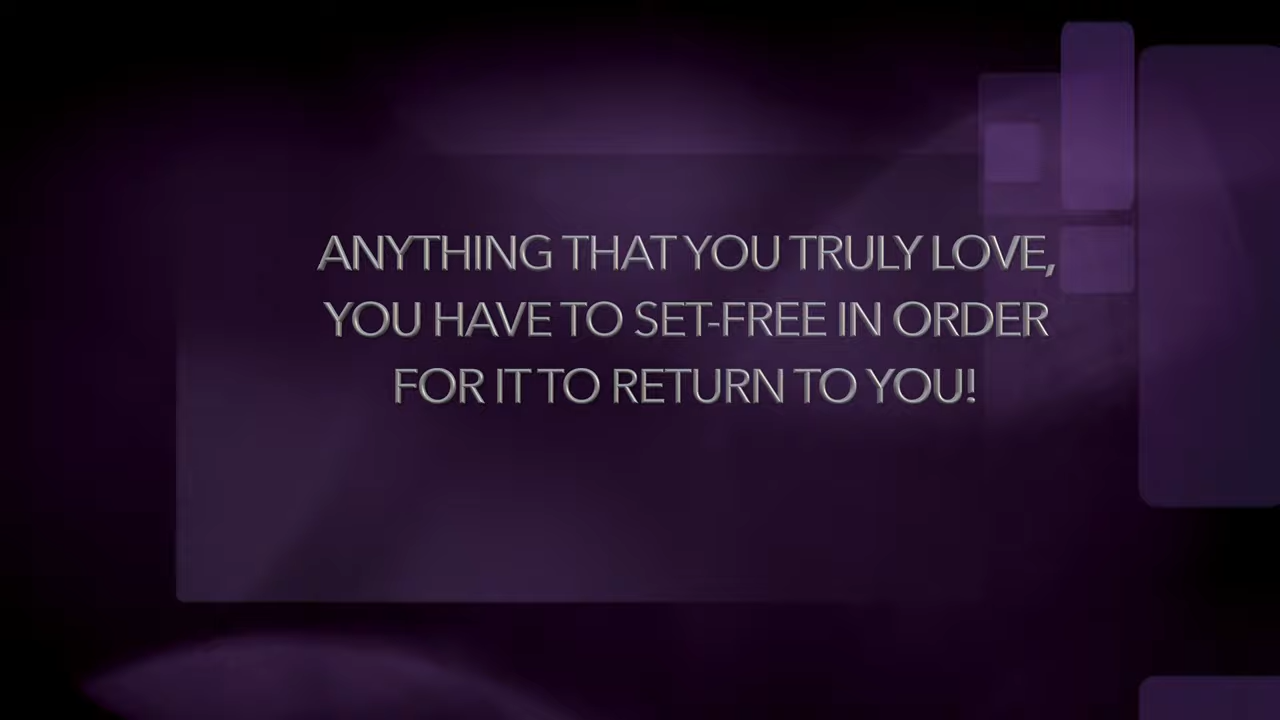 ANYTHING THAT YOU TRULY LOVE,
YOU HAVE TO SET-FREE IN ORDER
FOR IT TO RETURN TO YOU!